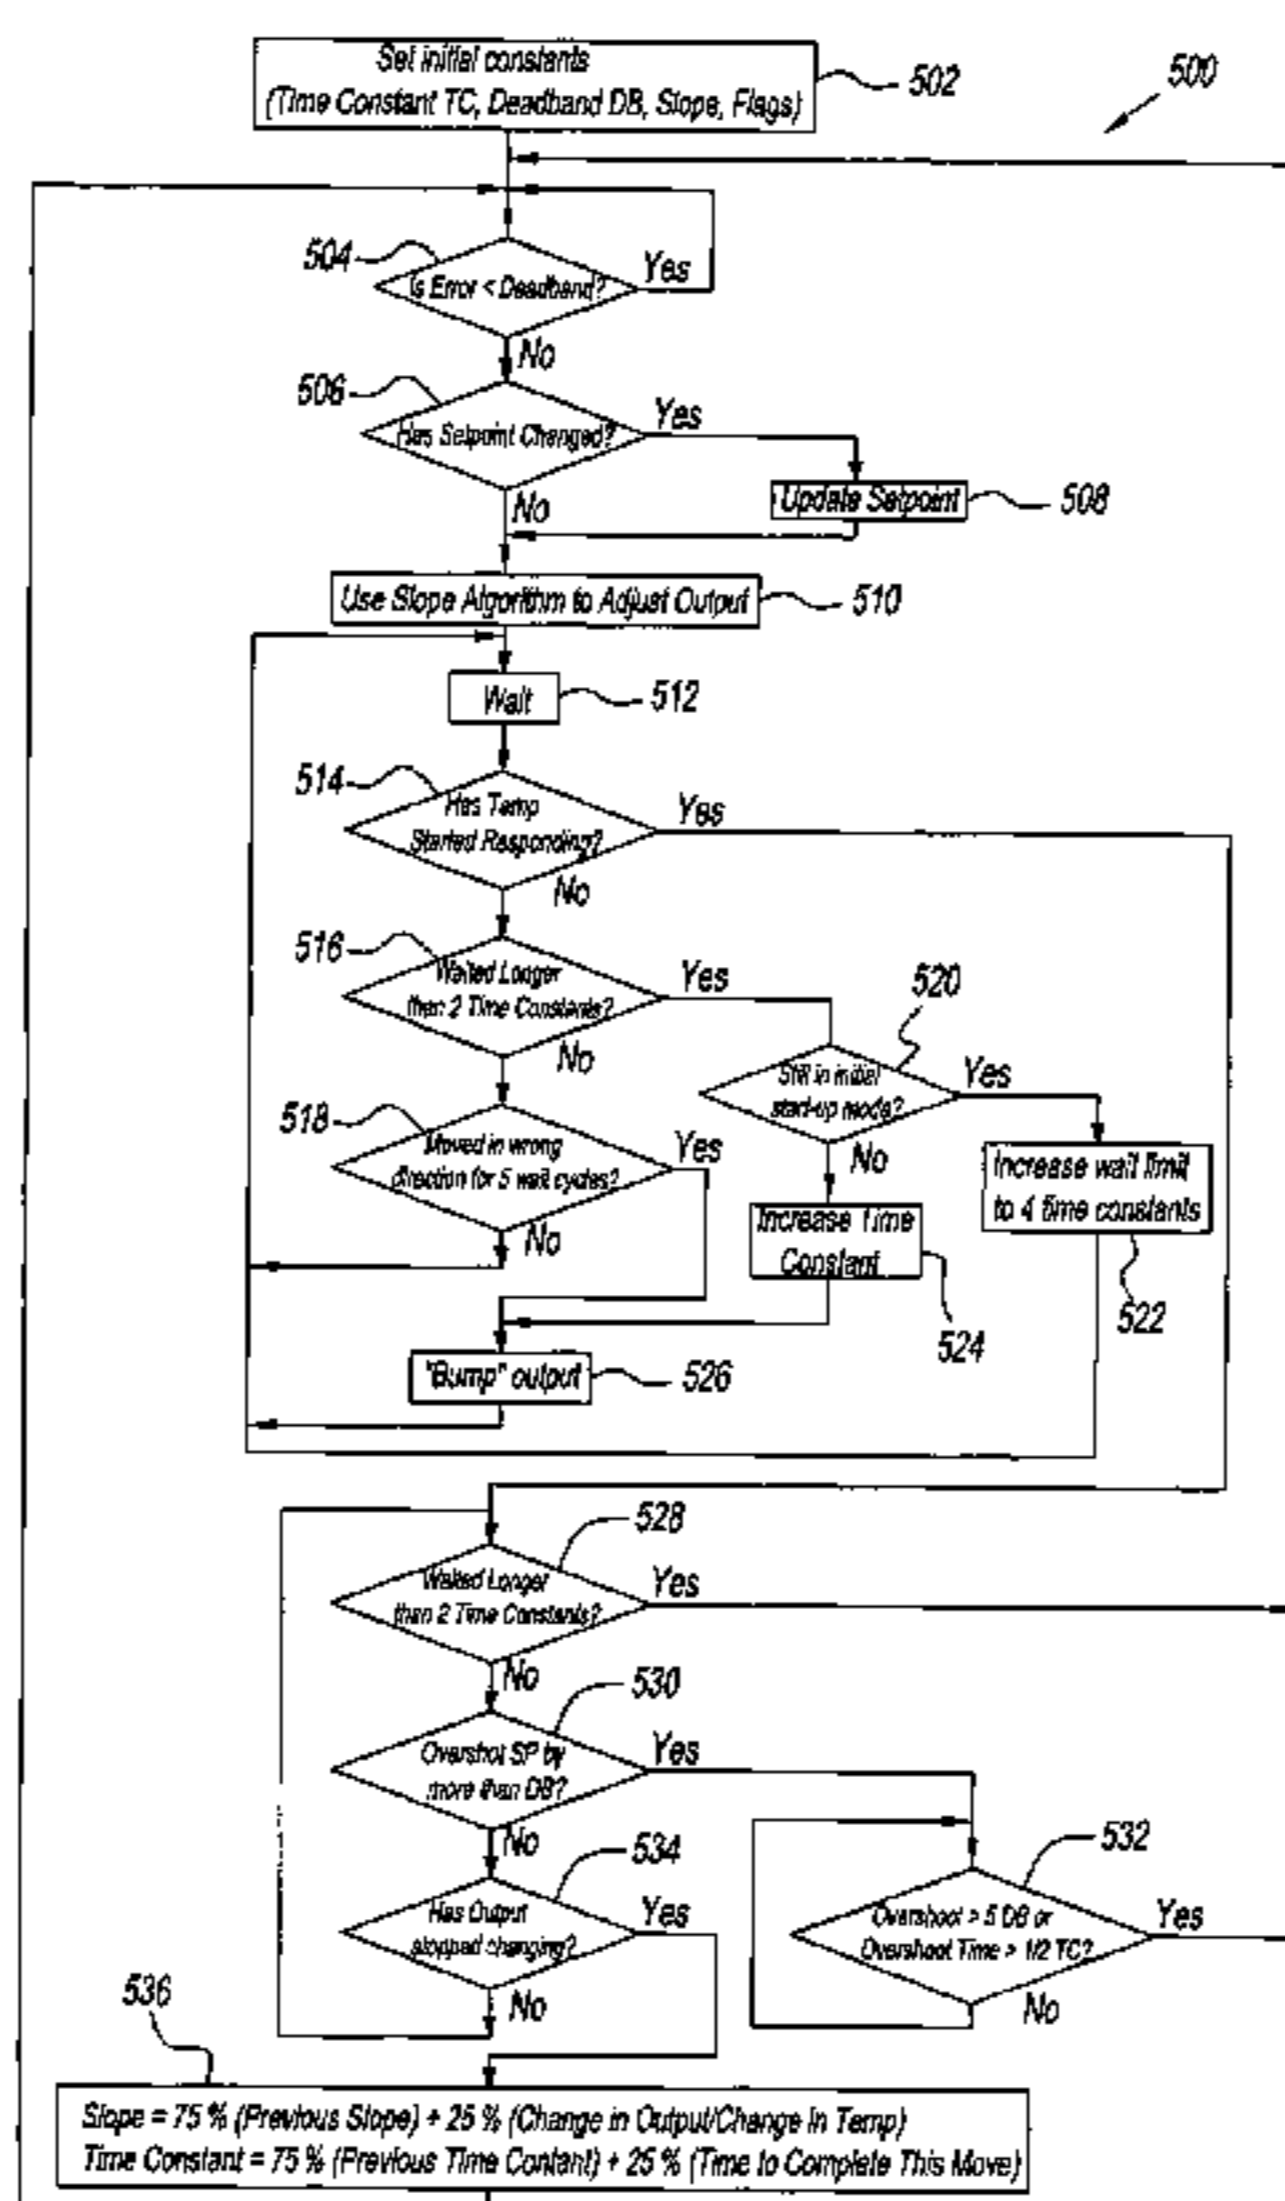 Set initial constants
(Time Constant TC, Deadband DB, Slope, Flags)
502
500
504
Is Error < Deadband?
Yes
No
506
Has Setpoint Changed?
Yes
Update Setpoint
508
No
Use Slope Algorithm to Adjust Output
510
Wait
512
514
Has Temp
Started Responding?
Yes
No
516
Waited Longer
than 2 Time Constants?
Yes
520
No
Still in initial
start-up mode?
Yes
518
Moved in wrong
direction for 5 wait cycles?
Yes
No
Increase wait limit
to 4 time constants
No
Increase Time
Constant
522
524
"Bump" output
526
528
Waited Longer
than 2 Time Constants?
Yes
No
530
Overshot SP by
more than DB?
Yes
No
534
532
Has Output
stopped changing?
Yes
Overshoot > 5 DB or
Overshoot Time > 1/2 TC?
Yes
No
No
536
Slope = 75 % (Previous Slope) + 25 % (Change in Output/Change in Temp)
Time Constant = 75 % (Previous Time Contant) + 25 % (Time to Complete This Move)